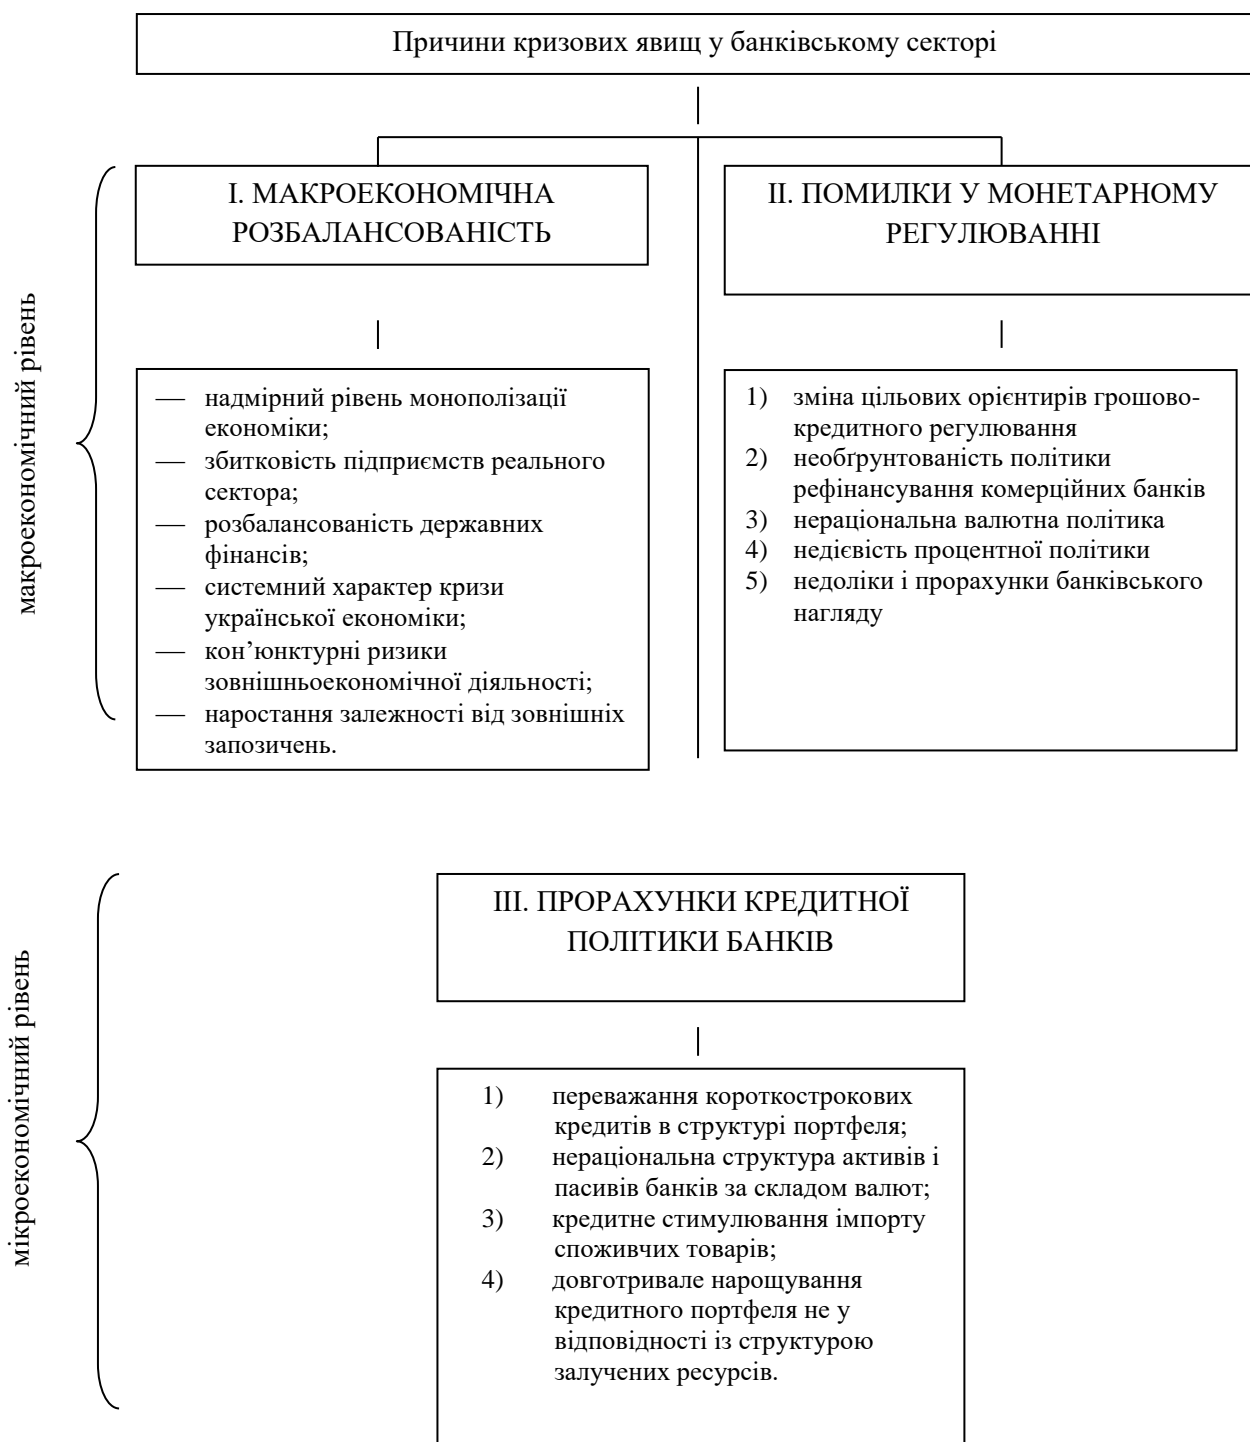 Причини кризових явищ у банківському секторі
макроекономічний рівень
І. МАКРОЕКОНОМІЧНА
РОЗБАЛАНСОВАНІСТЬ
— надмірний рівень монополізації
економіки;
— збитковість підприємств реального
сектора;
— розбалансованість державних
фінансів;
— системний характер кризи
української економіки;
— кон’юнктурні ризики
зовнішньоекономічної діяльності;
— наростання залежності від зовнішніх
запозичень.
ІІ. ПОМИЛКИ У МОНЕТАРНОМУ
РЕГУЛЮВАННІ
1) зміна цільових орієнтирів грошово-
кредитного регулювання
2) необґрунтованість політики
рефінансування комерційних банків
3) нераціональна валютна політика
4) недієвість процентної політики
5) недоліки і прорахунки банківського
нагляду
мікроекономічний рівень
ІІІ. ПРОРАХУНКИ КРЕДИТНОЇ
ПОЛІТИКИ БАНКІВ
1) переважання короткострокових
кредитів в структурі портфеля;
2) нераціональна структура активів і
пасивів банків за складом валют;
3) кредитне стимулювання імпорту
споживчих товарів;
4) довготривале нарощування
кредитного портфеля не у
відповідності із структурою
залучених ресурсів.